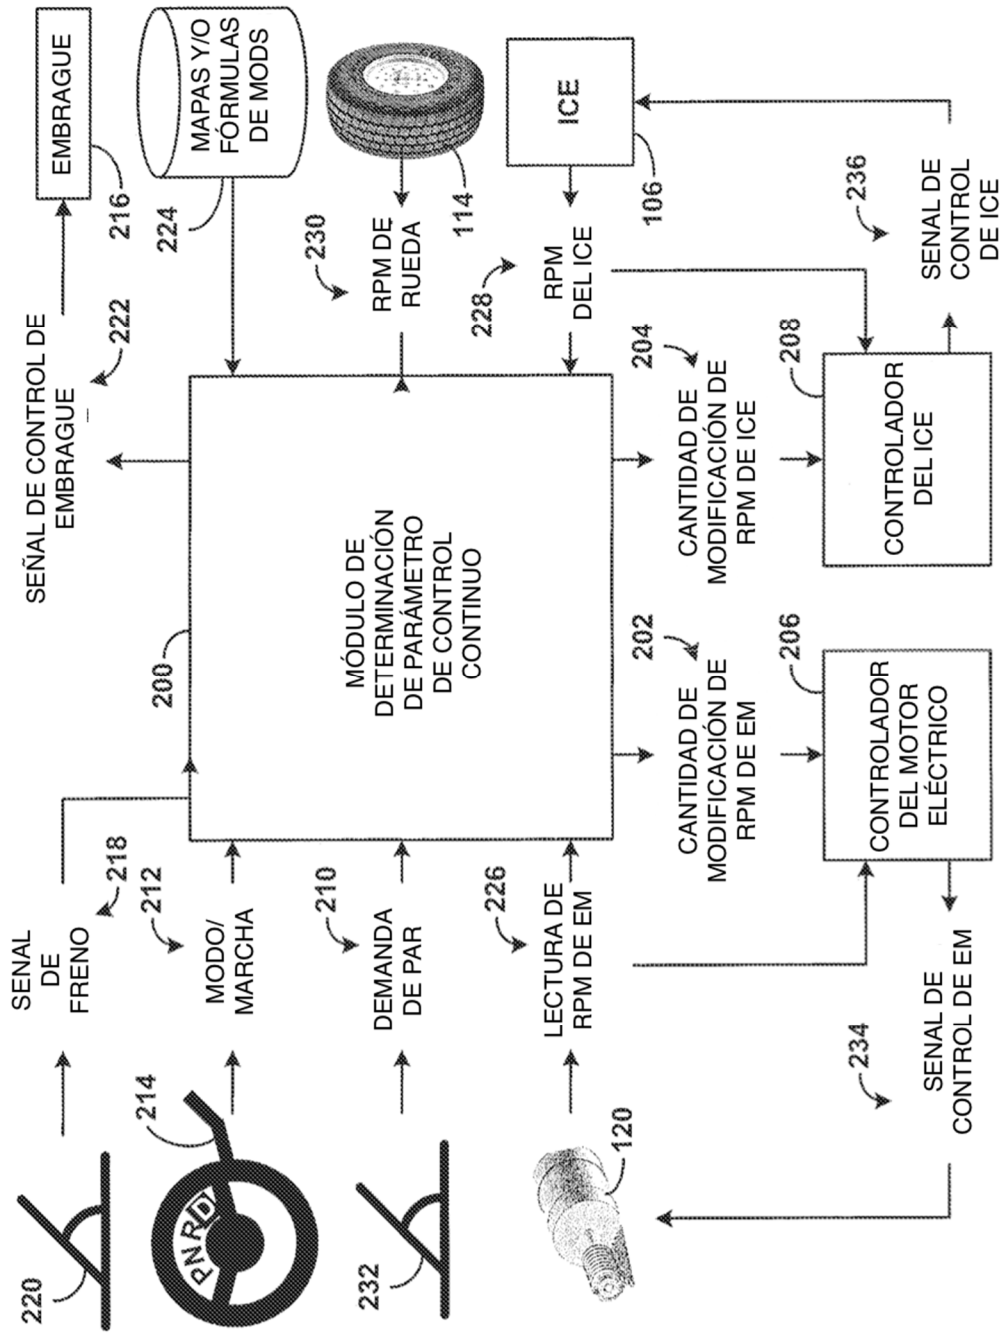 SENAL
DE
FRENO
218
220
SEÑAL DE CONTROL DE
EMBRAGUE
222
EMBRAGUE
216
PNRD
214
212
MODO/
MARCHA
200
224
MAPAS Y/O
FÓRMULAS
DE MODS
232
210
DEMANDA
DE PAR
MÓDULO DE
DETERMINACIÓN
DE PARÁMETRO
DE CONTROL
CONTINUO
230
RPM DE
RUEDA
114
120
226
LECTURA DE
RPM DE EM
228
RPM
DEL ICE
ICE
106
202
CANTIDAD DE
MODIFICACIÓN DE
RPM DE EM
204
CANTIDAD DE
MODIFICACIÓN DE
RPM DE ICE
206
CONTROLADOR
DEL MOTOR
ELÉCTRICO
208
CONTROLADOR
DEL ICE
234
SENAL DE
CONTROL DE EM
236
SENAL DE
CONTROL
DE ICE